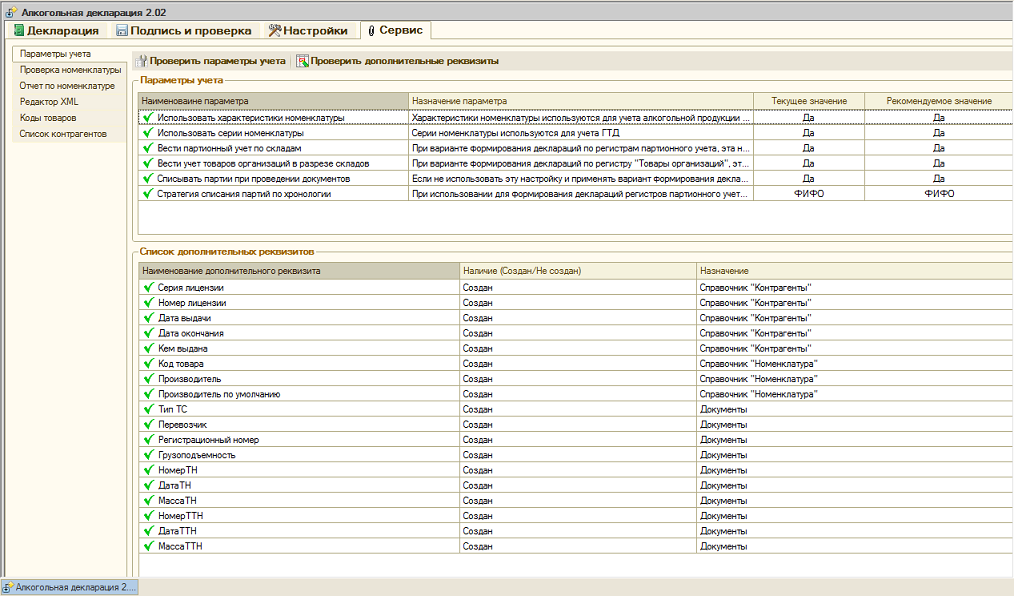 Алкогольная декларация 2.02
Декларация Подпись и проверка Настройки Сервис
Параметры учета
Проверка номенклатуры
Отчет по номенклатуре
Редактор XML
Коды товаров
Список контрагентов
Проверить параметры учета Проверить дополнительные реквизиты
Параметры учета
Наименоваине параметра Назначение параметра Текущее значение Рекомендуемое значение
Использовать характеристики номенклатуры Характеристики номенклатуры используются для учета алкогольной продукции ... Да Да
Использовать серии номенклатуры Серии номенклатуры используются для учета ГТД Да Да
Вести партионный учет по складам При варианте формирования деклараций по регистрам партионного учета, эта н... Да Да
Вести учет товаров организаций в разрезе складов При варианте формирования деклараций по регистру "Товары организаций", эт... Да Да
Списывать партии при проведении документов Если не использовать эту настройку и применять вариант формирования декла... Да Да
Стратегия списания партий по хронологии При использовании для формирования деклараций регистров партионного учет... ФИФО ФИФО
Список дополнительных реквизитов
Наименование дополнительного реквизита Наличие (Создан/Не создан) Назначение
Серия лицензии Создан Справочник "Контрагенты"
Номер лицензии Создан Справочник "Контрагенты"
Дата выдачи Создан Справочник "Контрагенты"
Дата окончания Создан Справочник "Контрагенты"
Кем выдана Создан Справочник "Контрагенты"
Код товара Создан Справочник "Номенклатура"
Производитель Создан Справочник "Номенклатура"
Производитель по умолчанию Создан Справочник "Номенклатура"
Тип ТС Создан Документы
Перевозчик Создан Документы
Регистрационный номер Создан Документы
Грузоподъемность Создан Документы
НомерТН Создан Документы
ДатаТН Создан Документы
МассаТН Создан Документы
НомерТТН Создан Документы
ДатаТТН Создан Документы
МассаТТН Создан Документы
Алкогольная декларация 2....